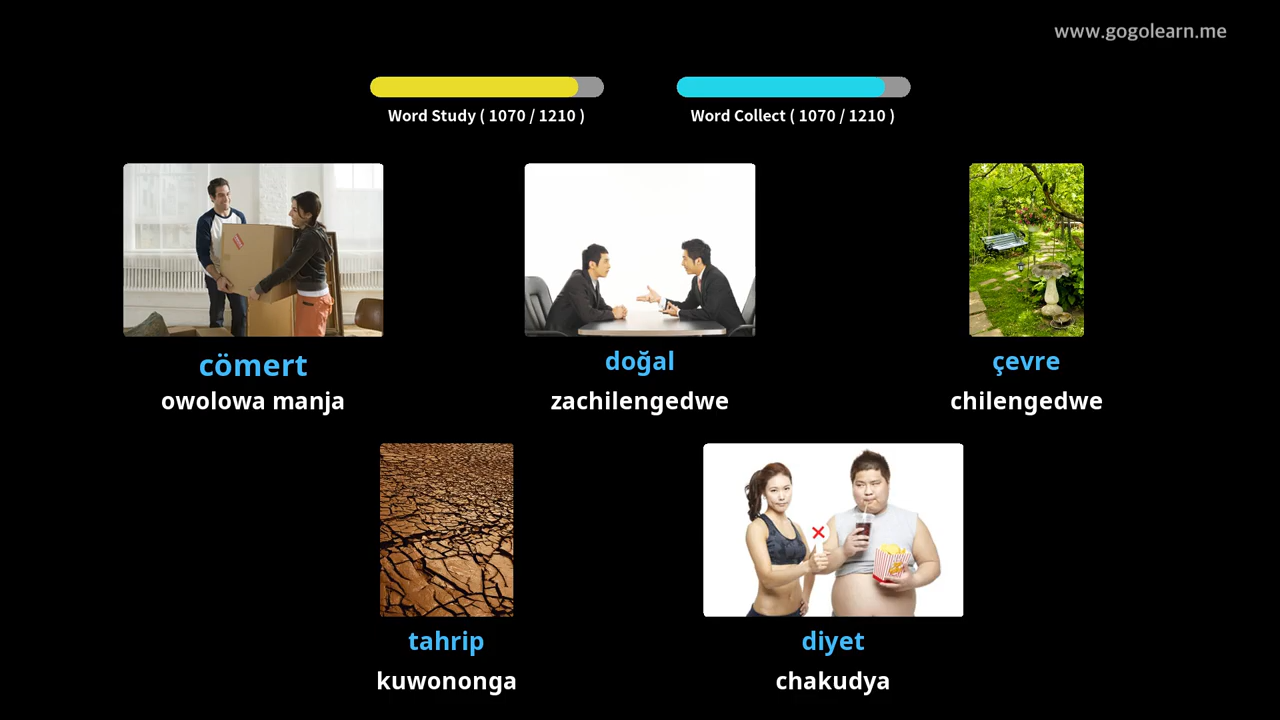 www.gogolearn.me
Word Study ( 1070 / 1210 )
Word Collect ( 1070 / 1210 )
cömert
owolowa manja
doğal
zachilengedwe
çevre
chilengedwe
tahrip
kuwononga
diyet
chakudya